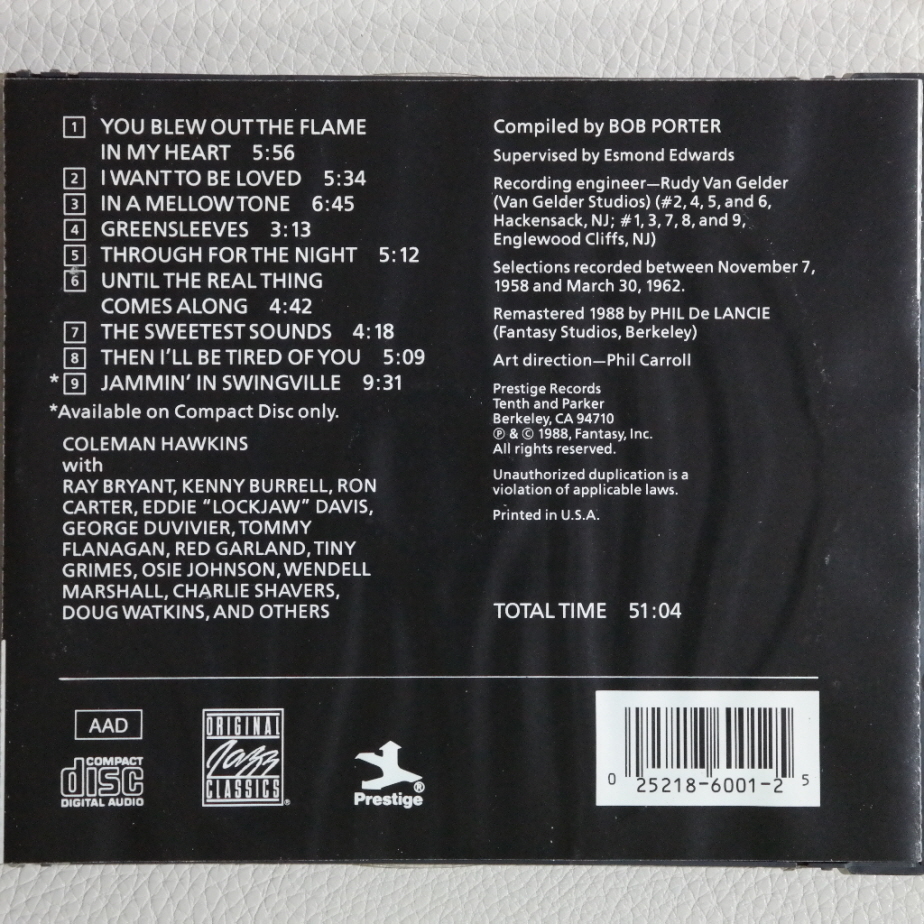 1 YOU BLEW OUT THE FLAME
IN MY HEART 5:56
2 I WANT TO BE LOVED 5:34
3 IN A MELLOW TONE 6:45
4 GREENSLEEVES 3:13
5 THROUGH FOR THE NIGHT 5:12
6 UNTIL THE REAL THING
COMES ALONG 4:42
7 THE SWEETEST SOUNDS 4:18
8 THEN I'LL BE TIRED OF YOU 5:09
*9 JAMMIN' IN SWINGVILLE 9:31
*Available on Compact Disc only.
COLEMAN HAWKINS
with
RAY BRYANT, KENNY BURRELL, RON
CARTER, EDDIE "LOCKJAW" DAVIS,
GEORGE DUVIVIER, TOMMY
FLANAGAN, RED GARLAND, TINY
GRIMES, OSIE JOHNSON, WENDELL
MARSHALL, CHARLIE SHAVERS,
DOUG WATKINS, AND OTHERS
Compiled by BOB PORTER
Supervised by Esmond Edwards
Recording engineer—Rudy Van Gelder
(Van Gelder Studios) (#2, 4, 5, and 6,
Hackensack, NJ; #1, 3, 7, 8, and 9,
Englewood Cliffs, NJ)
Selections recorded between November 7,
1958 and March 30, 1962.
Remastered 1988 by PHIL De LANCIE
(Fantasy Studios, Berkeley)
Art direction—Phil Carroll
Prestige Records
Tenth and Parker
Berkeley, CA 94710
℗ & © 1988, Fantasy, Inc.
All rights reserved.
Unauthorized duplication is a
violation of applicable laws.
Printed in U.S.A.
TOTAL TIME 51:04
AAD
COMPACT
disc
DIGITAL AUDIO
ORIGINAL
Jazz
CLASSICS®
Prestige®
0 25218-6001-2 5